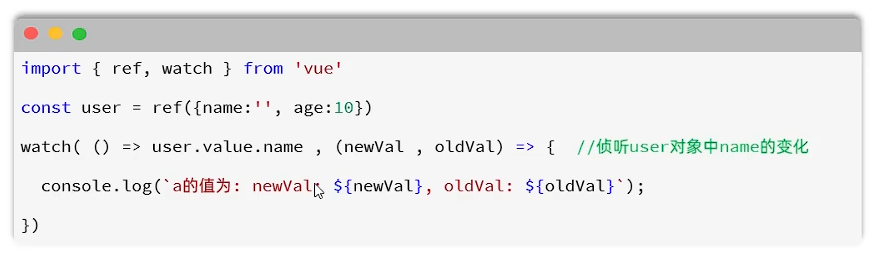 import { ref, watch } from 'vue'
const user = ref({name:'', age:10})
watch( () => user.value.name , (newVal , oldVal) => {  //侦听user对象中name的变化
  console.log(`a的值为: newVal: ${newVal}, oldVal: ${oldVal}`);
})